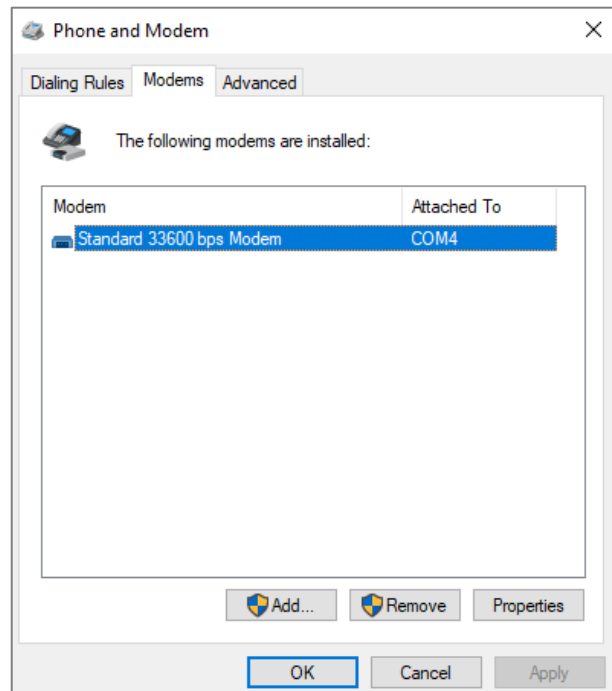 Phone and Modem
Dialing Rules Modems Advanced
The following modems are installed:
Modem Attached To
Standard 33600 bps Modem COM4
Add... Remove Properties
OK Cancel Apply